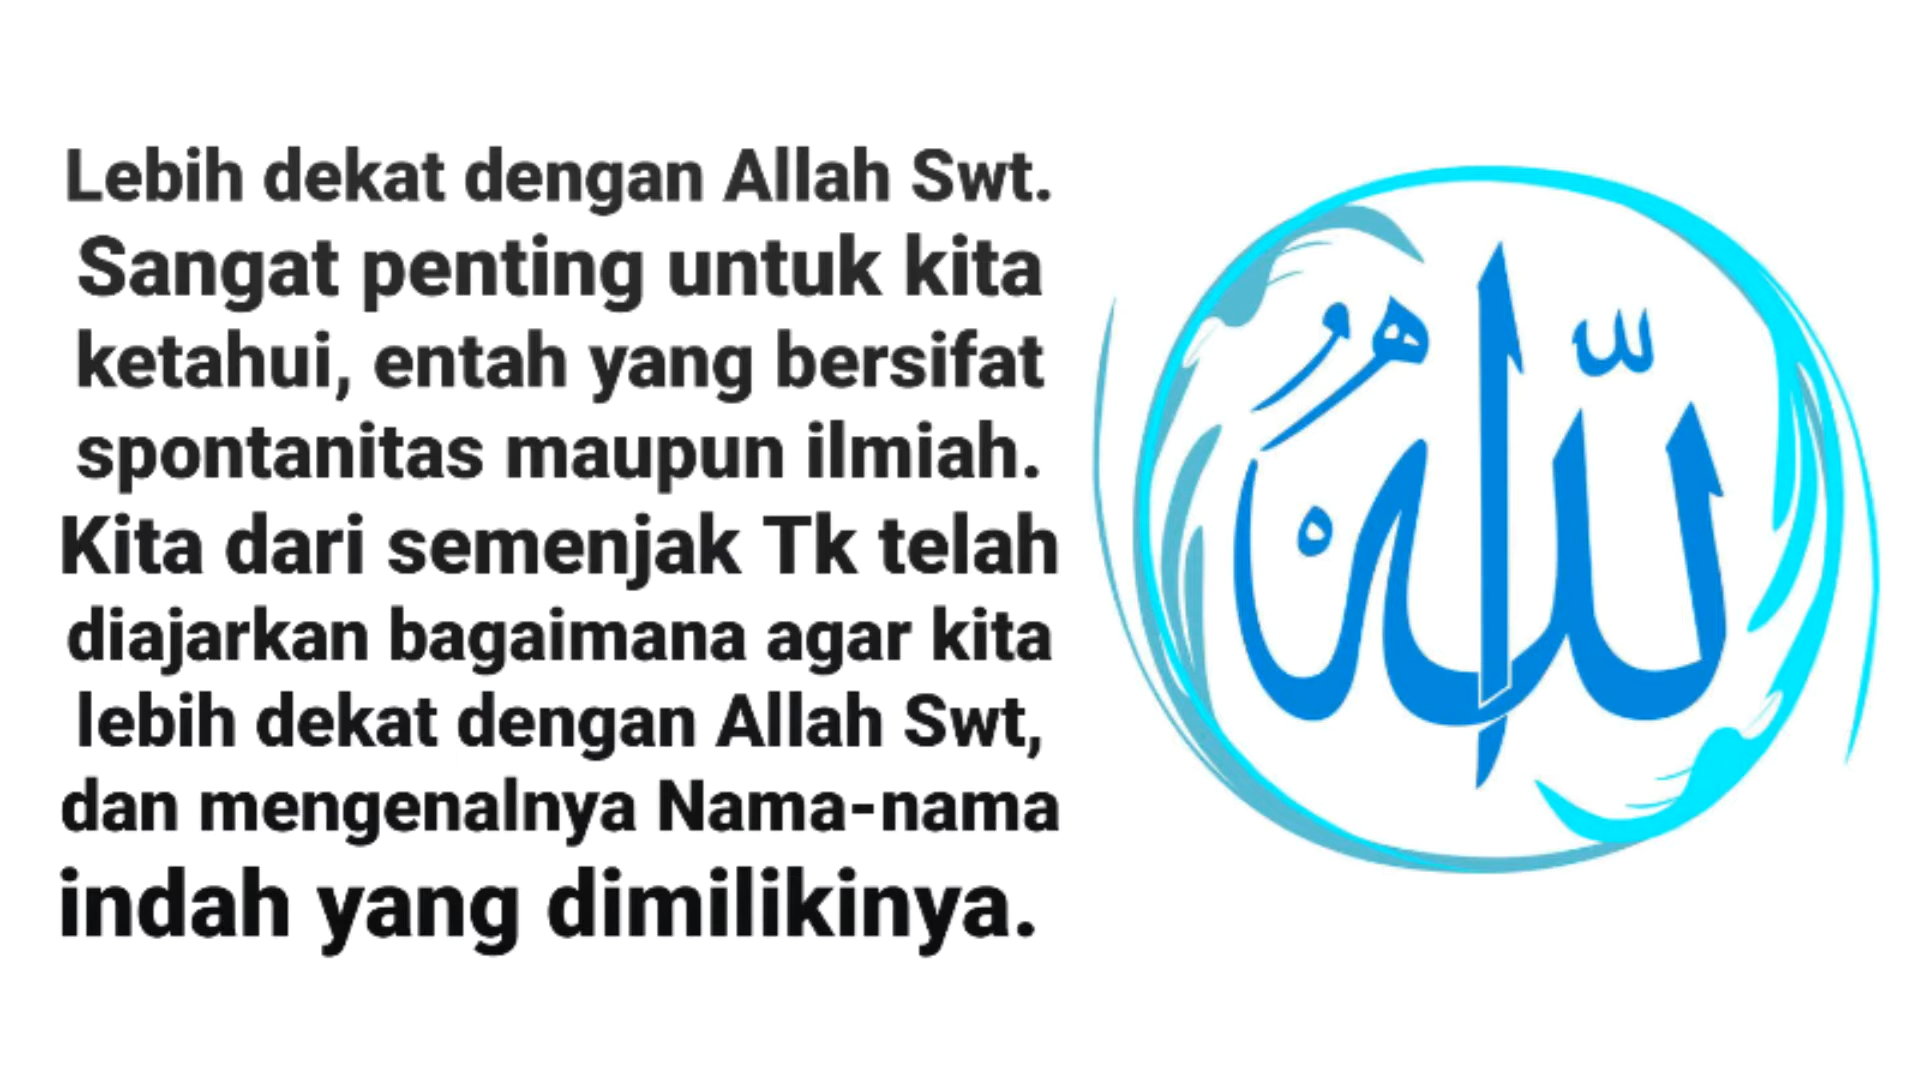 Lebih dekat dengan Allah Swt.
Sangat penting untuk kita
ketahui, entah yang bersifat
spontanitas maupun ilmiah.
Kita dari semenjak Tk telah
diajarkan bagaimana agar kita
lebih dekat dengan Allah Swt,
dan mengenalnya Nama-nama
indah yang dimilikinya.
الله